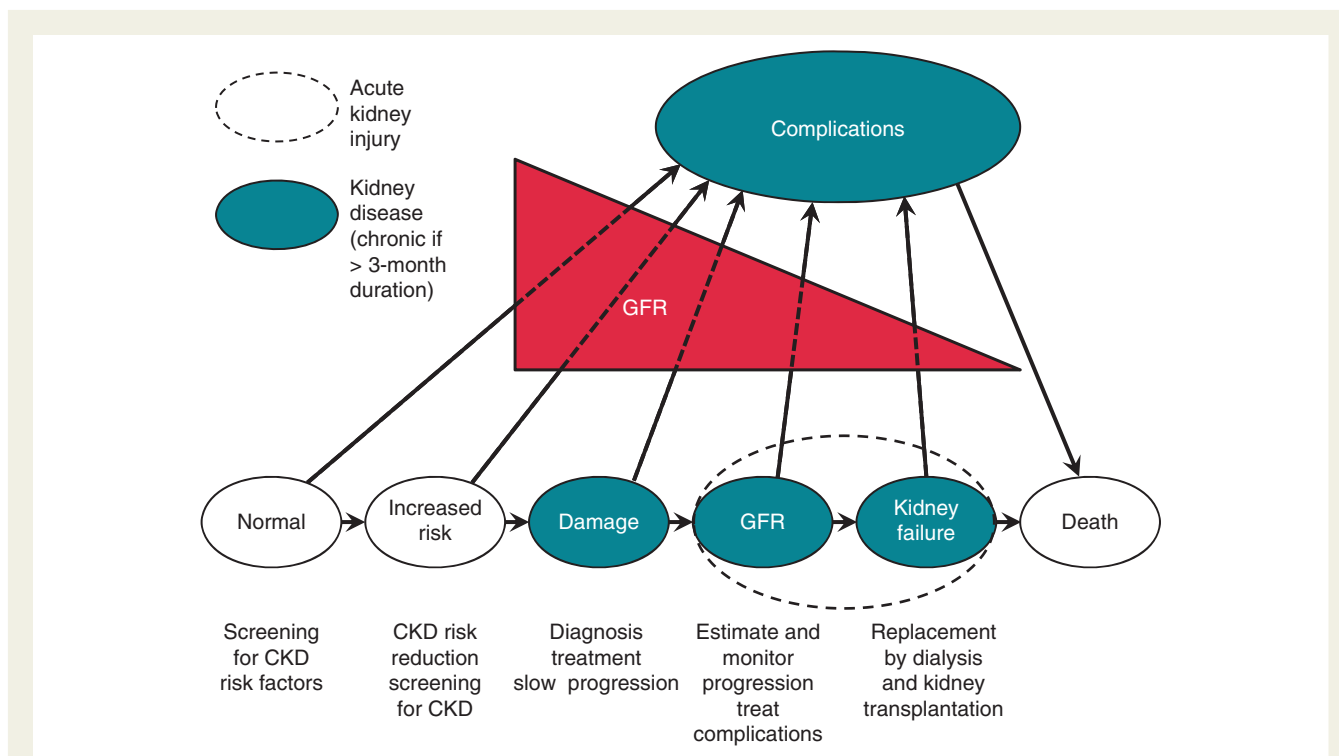 Acute
kidney
injury
Kidney
disease
(chronic if
> 3-month
duration)
Complications
GFR
Normal
Increased
risk
Damage
GFR
Kidney
failure
Death
Screening
for CKD
risk factors
CKD risk
reduction
screening
for CKD
Diagnosis
treatment
slow progression
Estimate and
monitor
progression
treat
complications
Replacement
by dialysis
and kidney
transplantation